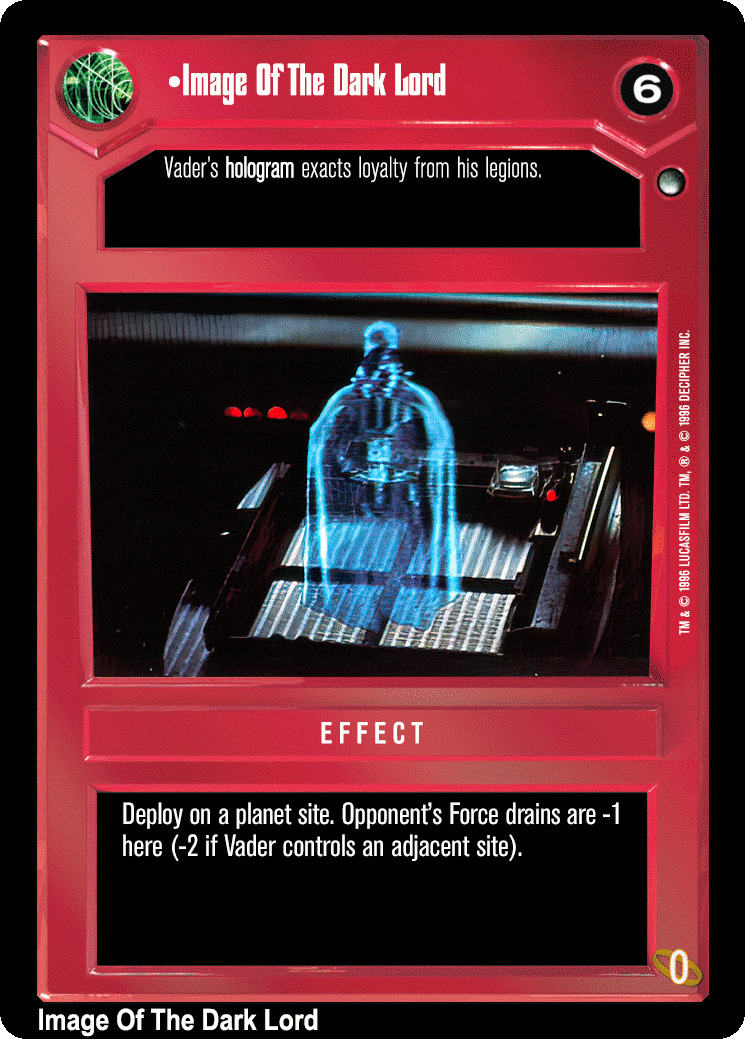 •Image Of The Dark Lord
6
Vader's hologram exacts loyalty from his legions.
TM & © 1996 LUCASFILM LTD. TM, ® & © 1996 DECIPHER INC.
EFFECT
Deploy on a planet site. Opponent's Force drains are -1
here (-2 if Vader controls an adjacent site).
0
Image Of The Dark Lord